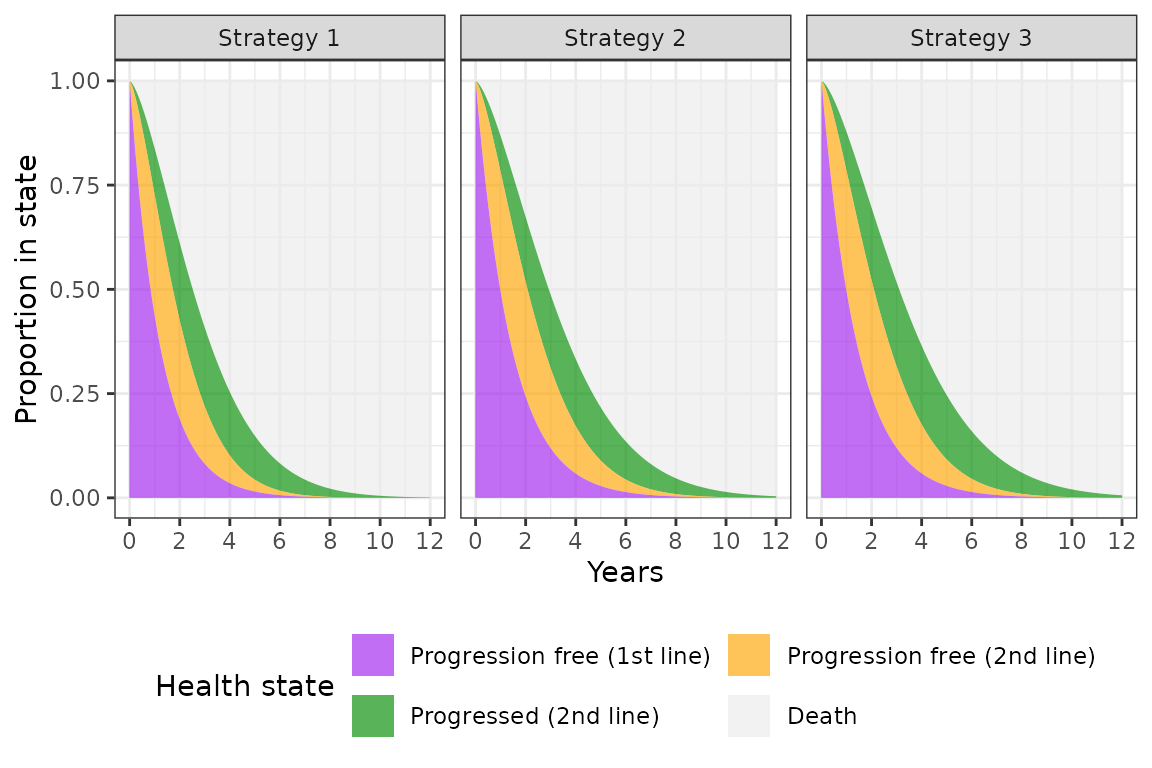 Strategy 1 Strategy 2 Strategy 3
Proportion in state
1.00
0.75
0.50
0.25
0.00
0 2 4 6 8 10 12 0 2 4 6 8 10 12 0 2 4 6 8 10 12
Years
Health state
Progression free (1st line) Progression free (2nd line)
Progressed (2nd line) Death